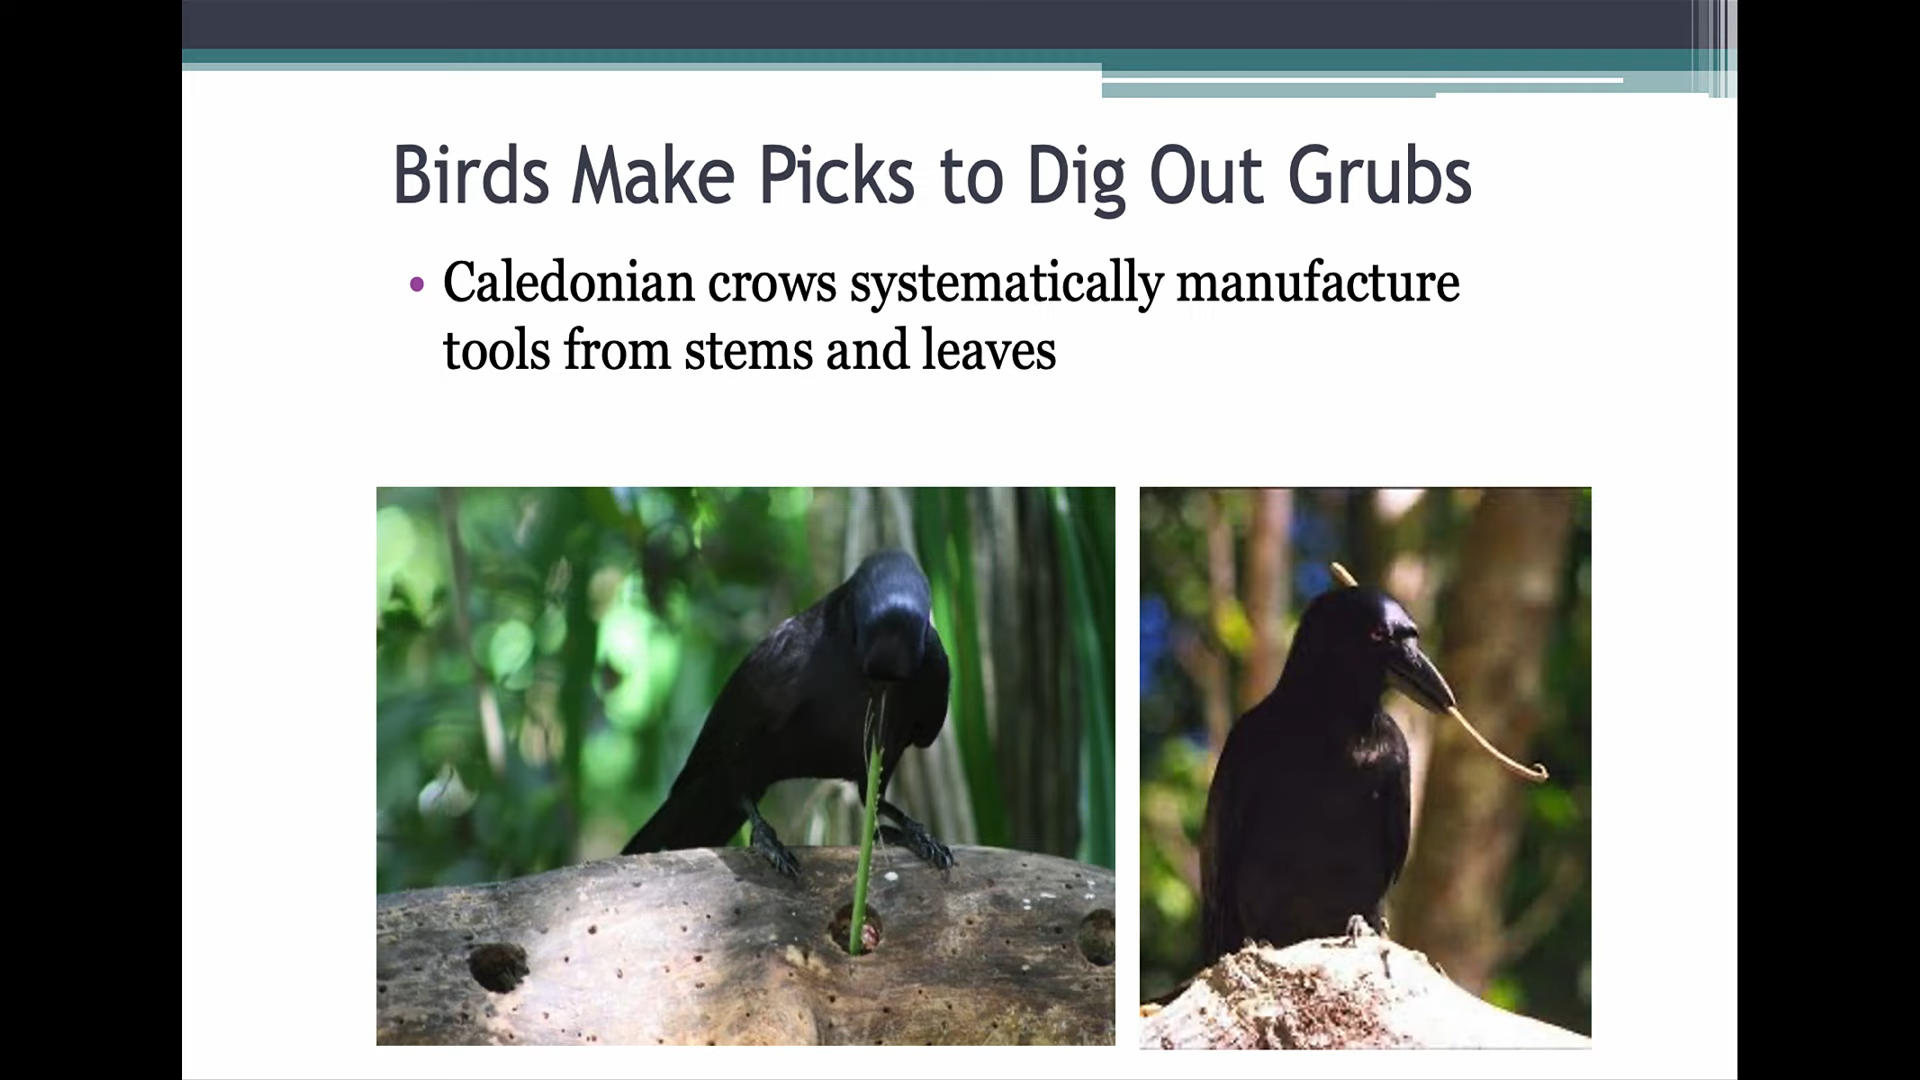 Birds Make Picks to Dig Out Grubs
• Caledonian crows systematically manufacture
tools from stems and leaves